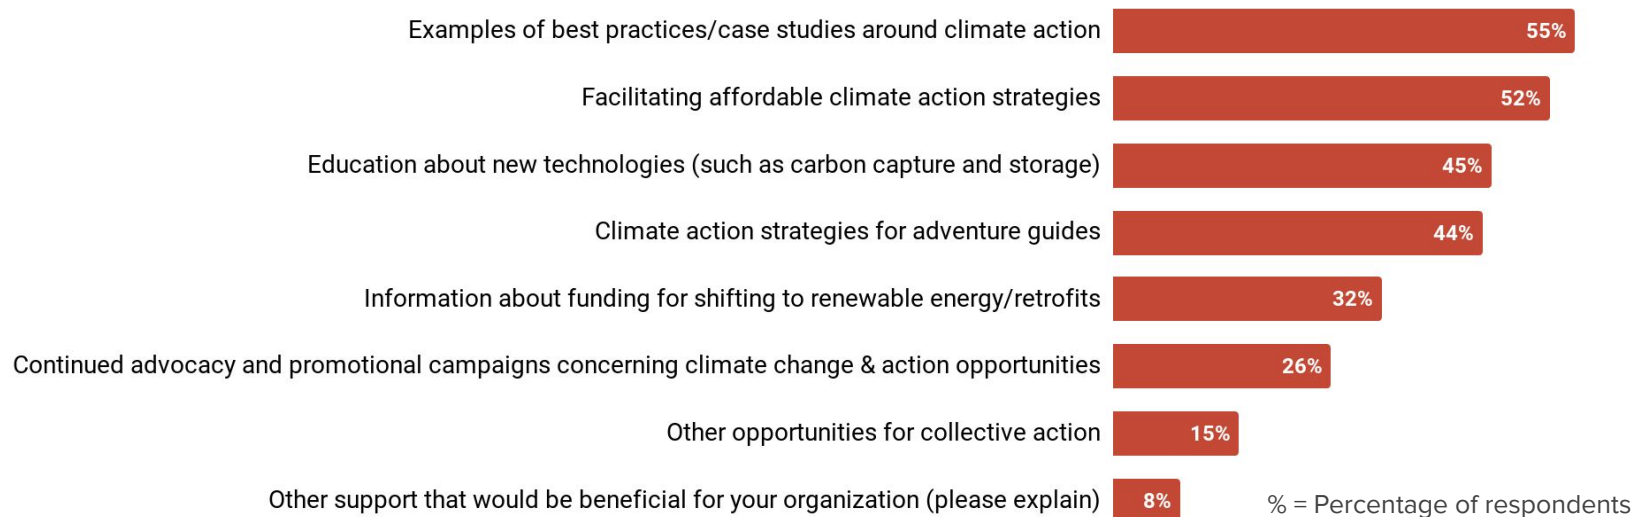 Examples of best practices/case studies around climate action 55%
Facilitating affordable climate action strategies 52%
Education about new technologies (such as carbon capture and storage) 45%
Climate action strategies for adventure guides 44%
Information about funding for shifting to renewable energy/retrofits 32%
Continued advocacy and promotional campaigns concerning climate change & action opportunities 26%
Other opportunities for collective action 15%
Other support that would be beneficial for your organization (please explain) 8%
% = Percentage of respondents